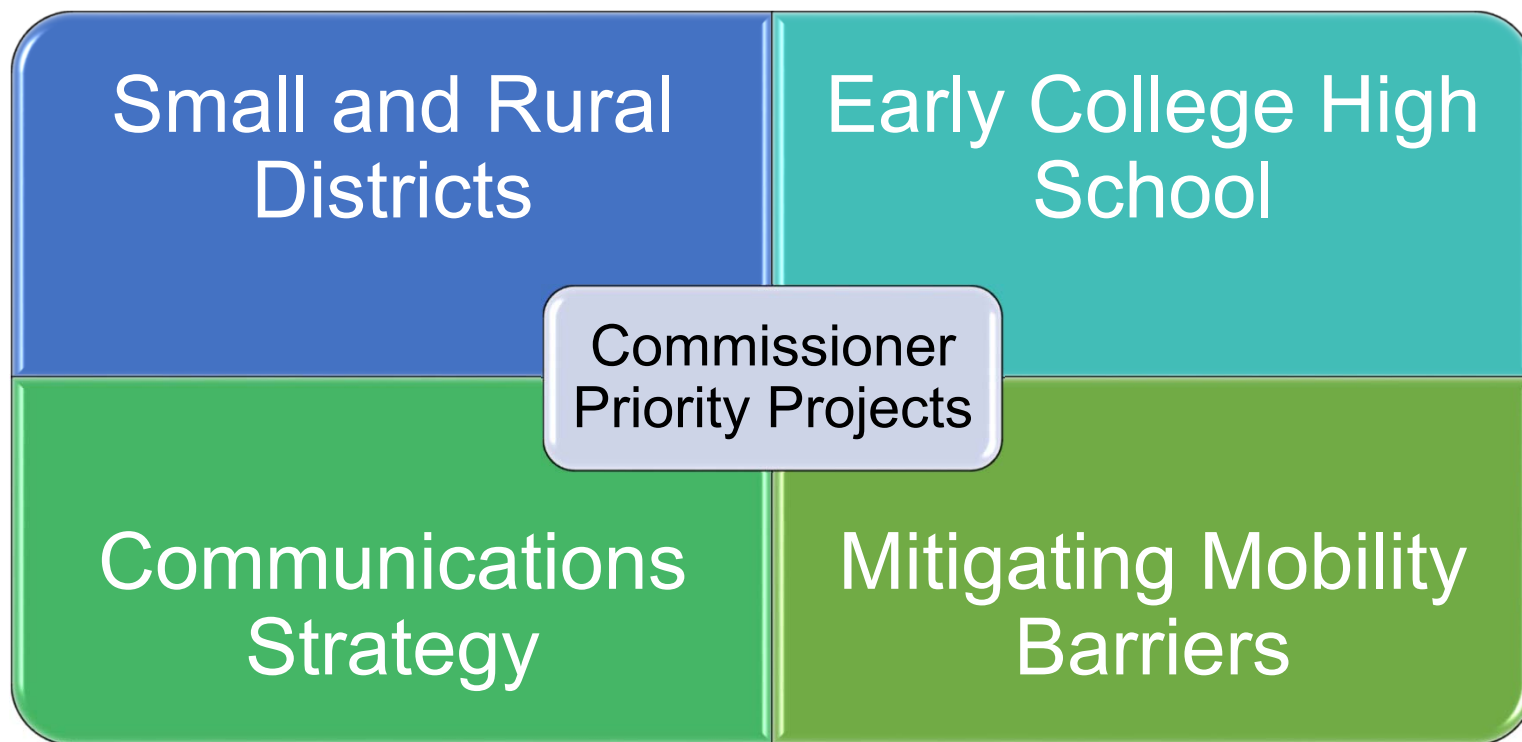 Small and Rural
Districts
Early College High
School
Commissioner
Priority Projects
Communications
Strategy
Mitigating Mobility
Barriers